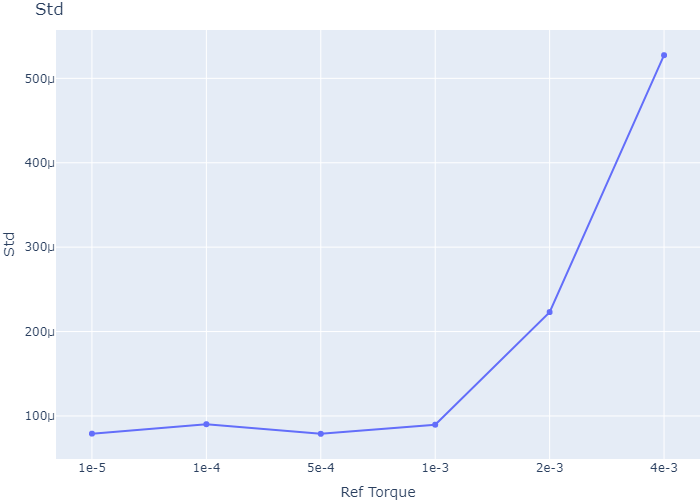 Std
500μ
400μ
300μ
200μ
100μ
Std
1e-5
1e-4
5e-4
1e-3
2e-3
4e-3
Ref Torque